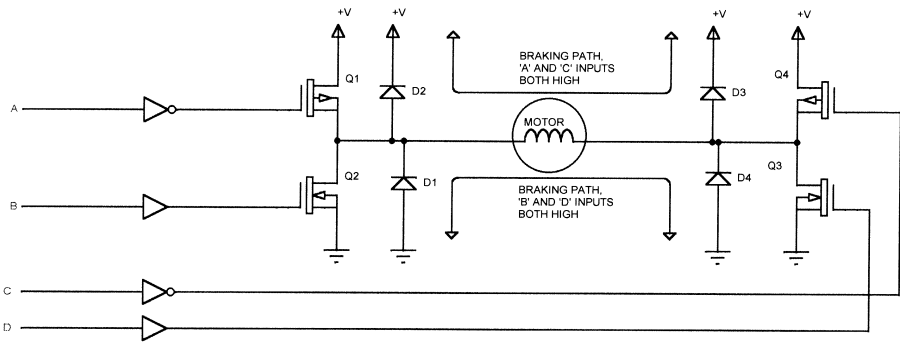 +V
+V
+V
+V
BRAKING PATH,
'A' AND 'C' INPUTS
BOTH HIGH
Q1
D2
D3
Q4
A
MOTOR
Q2
D1
D4
Q3
B
BRAKING PATH,
'B' AND 'D' INPUTS
BOTH HIGH
C
D